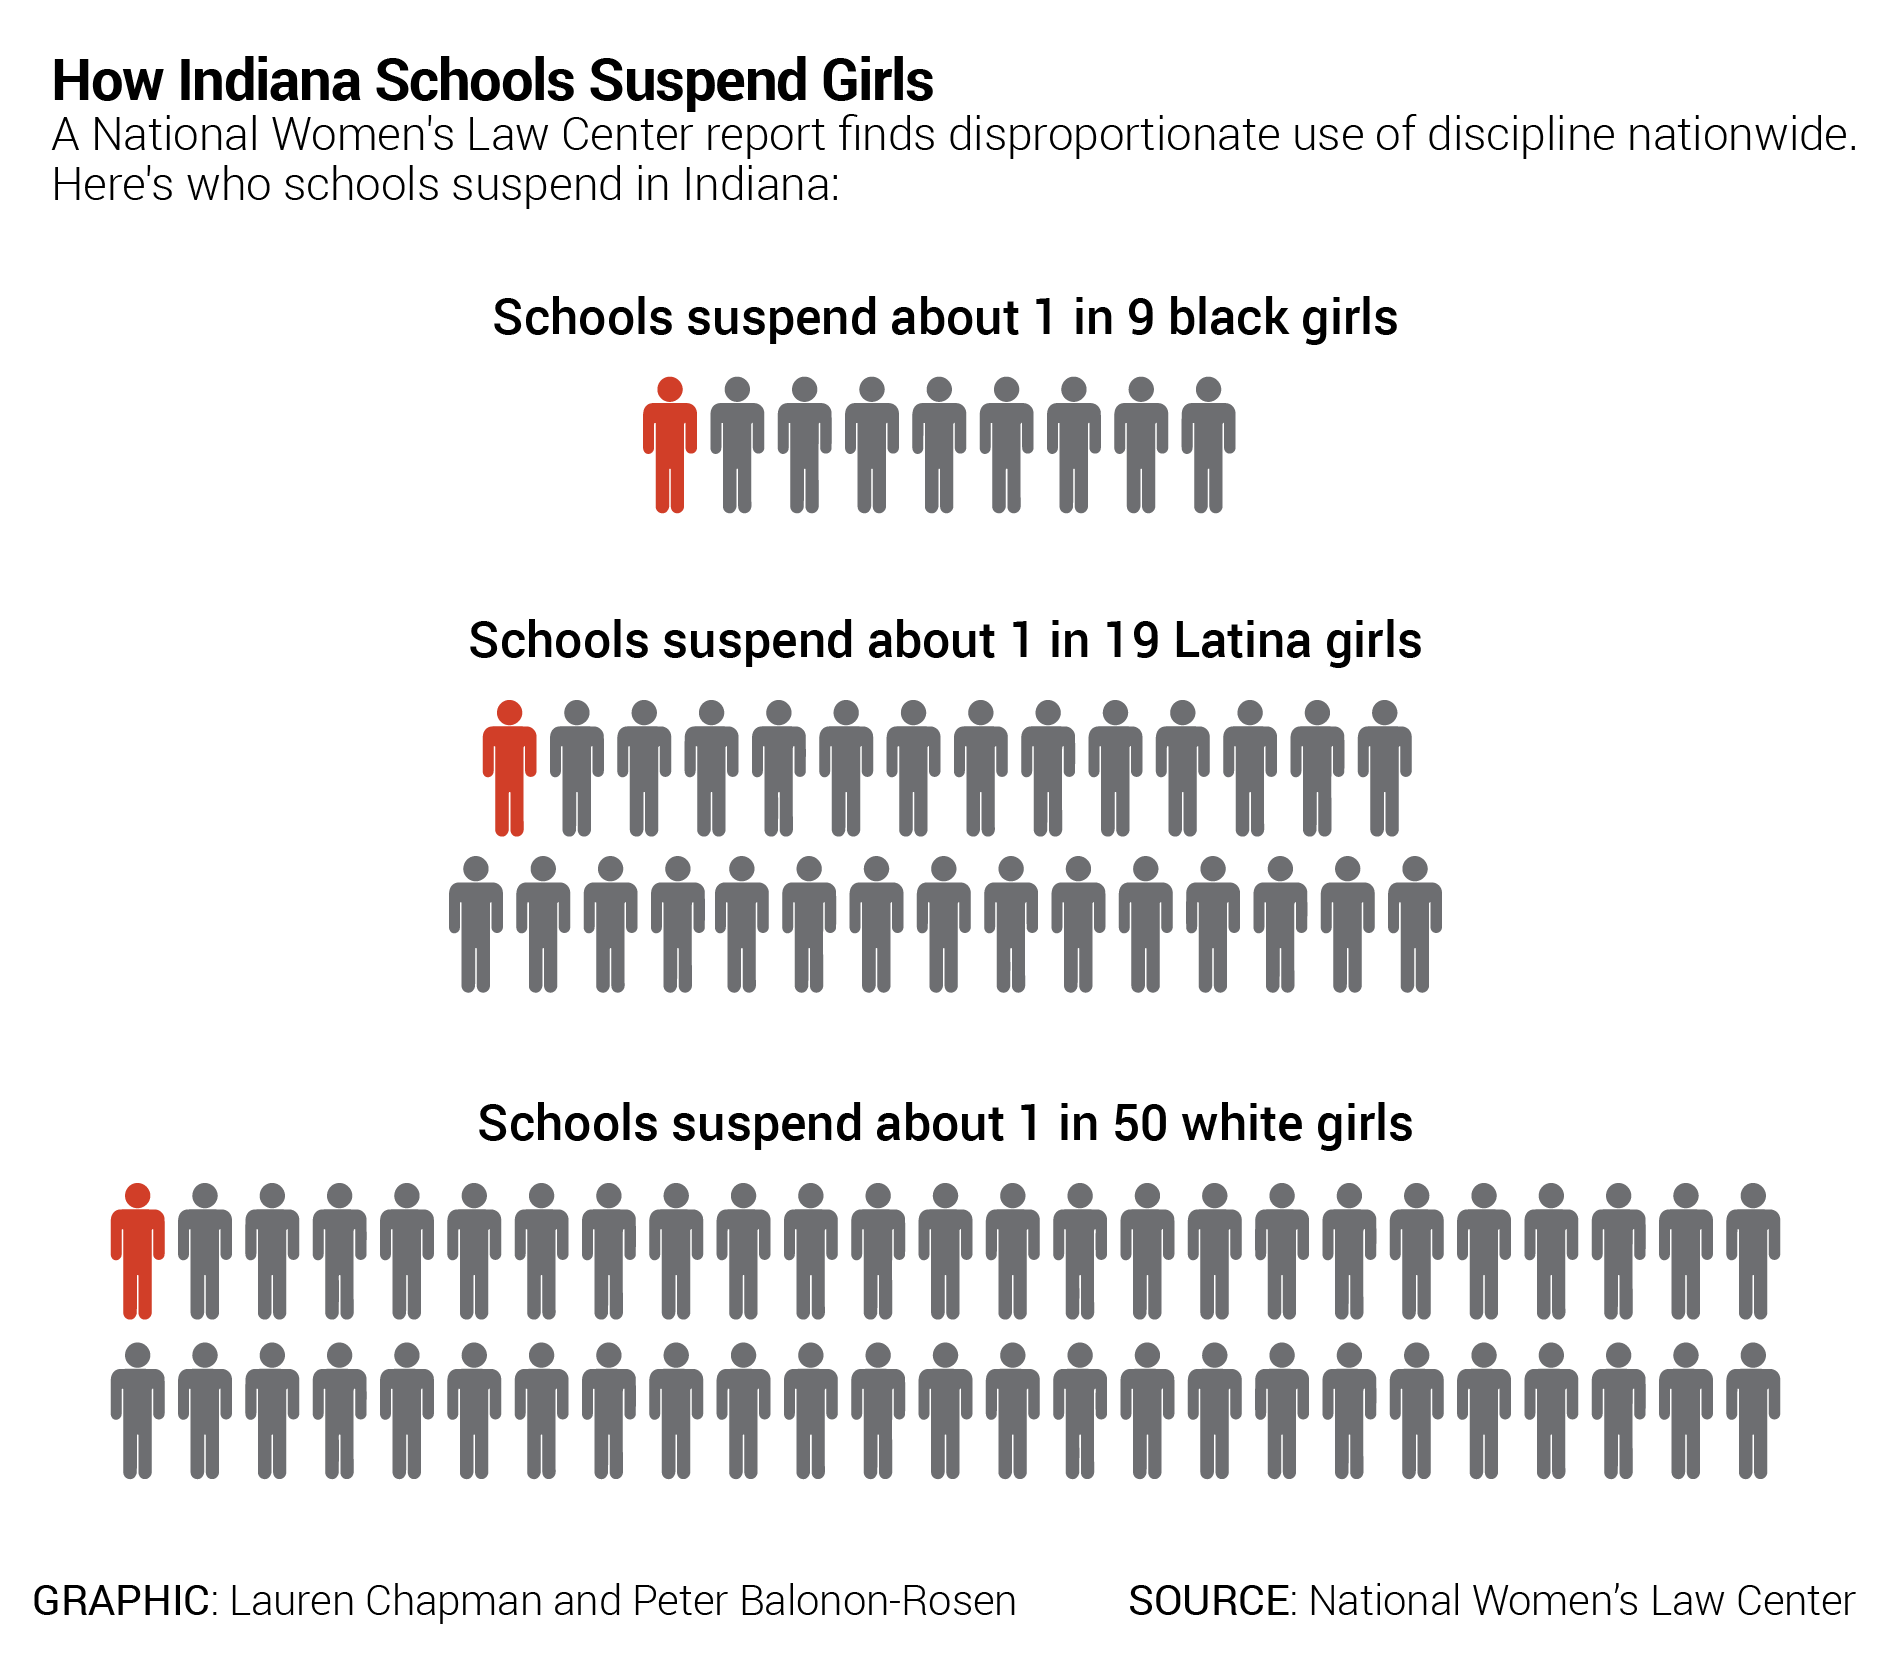 How Indiana Schools Suspend Girls
A National Women's Law Center report finds disproportionate use of discipline nationwide.
Here's who schools suspend in Indiana:
Schools suspend about 1 in 9 black girls
Schools suspend about 1 in 19 Latina girls
Schools suspend about 1 in 50 white girls
GRAPHIC: Lauren Chapman and Peter Balonon-Rosen
SOURCE: National Women’s Law Center